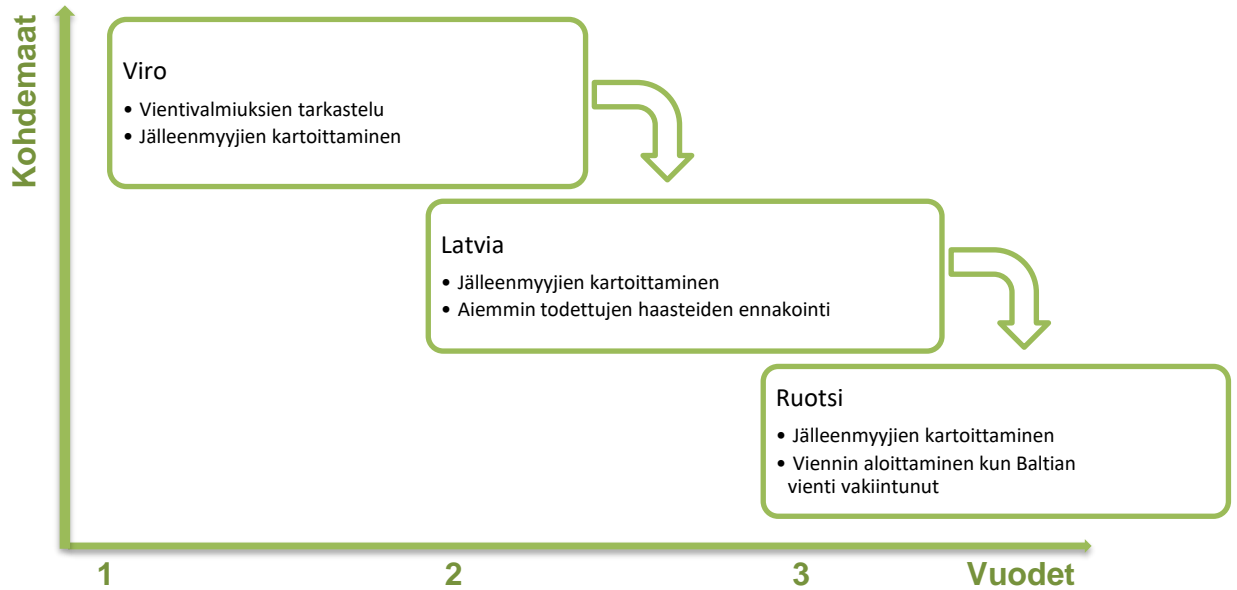 Kohdemaat
Viro
• Vientivalmiuksien tarkastelu
• Jälleenmyyjien kartoittaminen
Latvia
• Jälleenmyyjien kartoittaminen
• Aiemmin todettujen haasteiden ennakointi
Ruotsi
• Jälleenmyyjien kartoittaminen
• Viennin aloittaminen kun Baltian
vienti vakiintunut
1 2 3 Vuodet